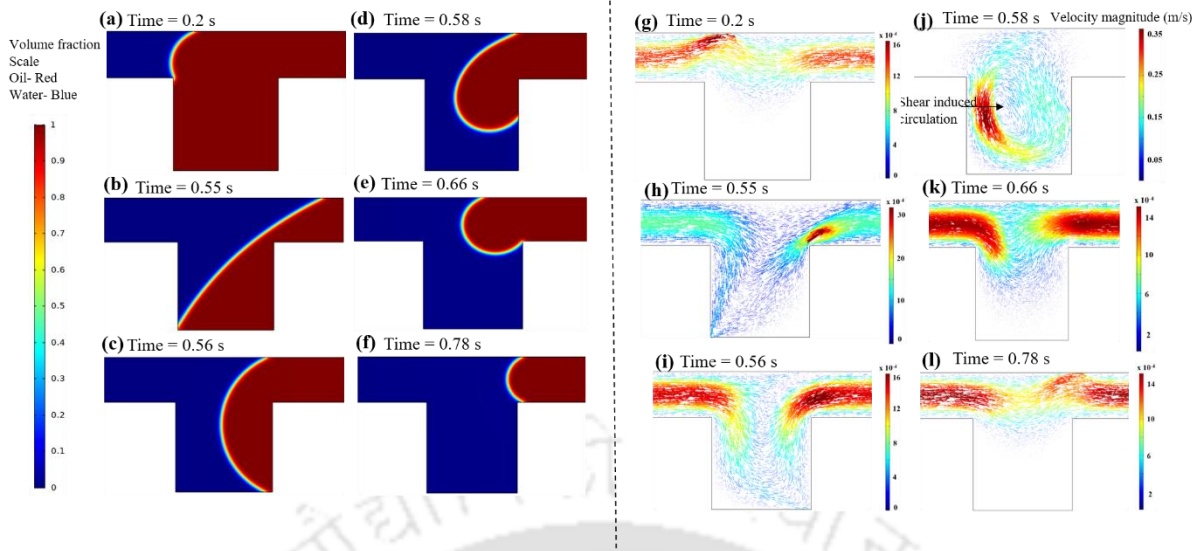 (a) Time = 0.2 s
Volume fraction
Scale
Oil- Red
Water- Blue
1
0.9
0.8
0.7
0.6
0.5
0.4
0.3
0.2
0.1
0
(b) Time = 0.55 s
(c) Time = 0.56 s
(d) Time = 0.58 s
(e) Time = 0.66 s
(f) Time = 0.78 s
(g) Time = 0.2 s
x 10
16
12
8
4
0
(h) Time = 0.55 s
x 10
30
20
10
0
(i) Time = 0.56 s
x 10
16
12
8
4
0
(j) Time = 0.58 s
Velocity magnitude (m/s)
0.35
0.25
0.15
0.05
Shear induced
circulation
(k) Time = 0.66 s
x 10
14
10
6
2
(l) Time = 0.78 s
x 10
14
10
6
2